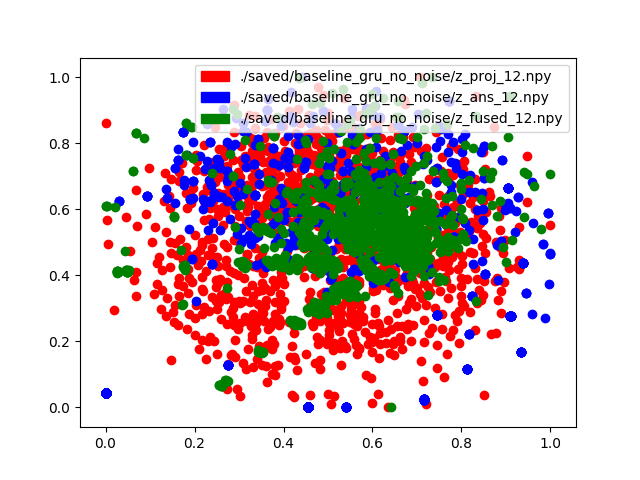 ./saved/baseline_gru_no_noise/z_proj_12.npy
./saved/baseline_gru_no_noise/z_ans_12.npy
./saved/baseline_gru_no_noise/z_fused_12.npy
1.0
0.8
0.6
0.4
0.2
0.0
0.0 0.2 0.4 0.6 0.8 1.0